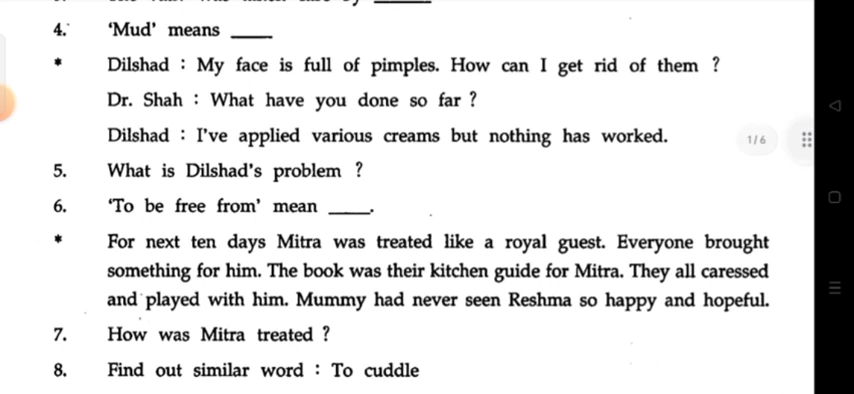 4. 'Mud' means ____
* Dilshad : My face is full of pimples. How can I get rid of them ?
Dr. Shah : What have you done so far ?
Dilshad : I've applied various creams but nothing has worked.
1/6
5. What is Dilshad's problem ?
6. 'To be free from' mean ____.
* For next ten days Mitra was treated like a royal guest. Everyone brought
something for him. The book was their kitchen guide for Mitra. They all caressed
and played with him. Mummy had never seen Reshma so happy and hopeful.
7. How was Mitra treated ?
8. Find out similar word : To cuddle